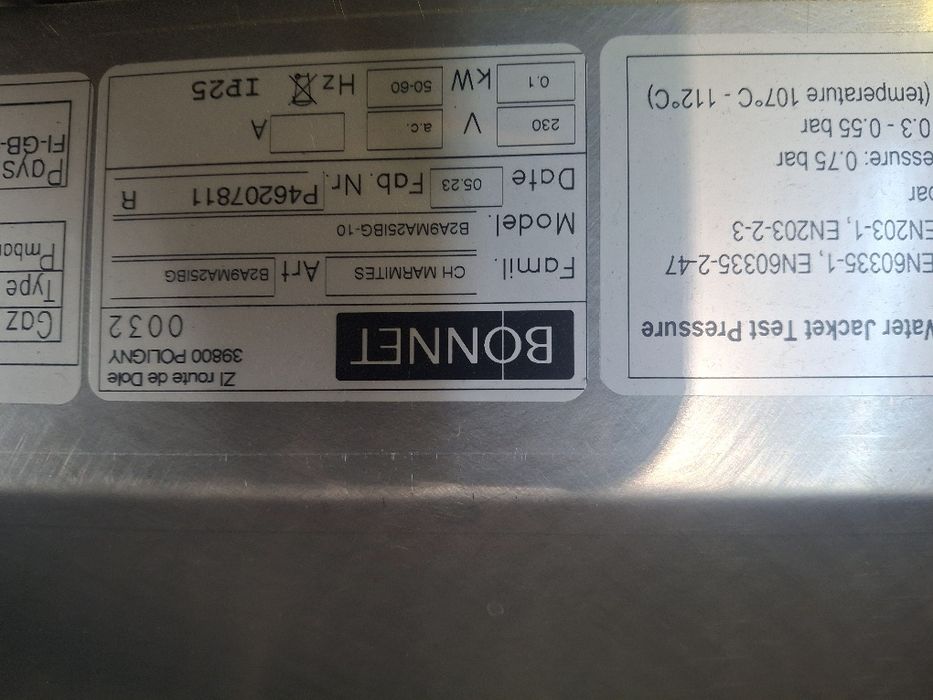 Water Jacket Test Pressure
EN60335-1, EN60335-2-47
EN203-1, EN203-2-3
bar
0.75 bar
0.3 - 0.55 bar
(temperature 107°C - 112°C)
BONNET
ZI route de Dole
39800 POLIGNY
0032
Famil. CH MARMITES Art B2A9MA25IBG
Model. B2A9MA25IBG-10
Date 05.23 Fab. Nr. P46207811 R
230 V a.c. A
0.1 kW 50-60 Hz IP25
Gaz
Type
Pmbar
Pays
FI-GB-